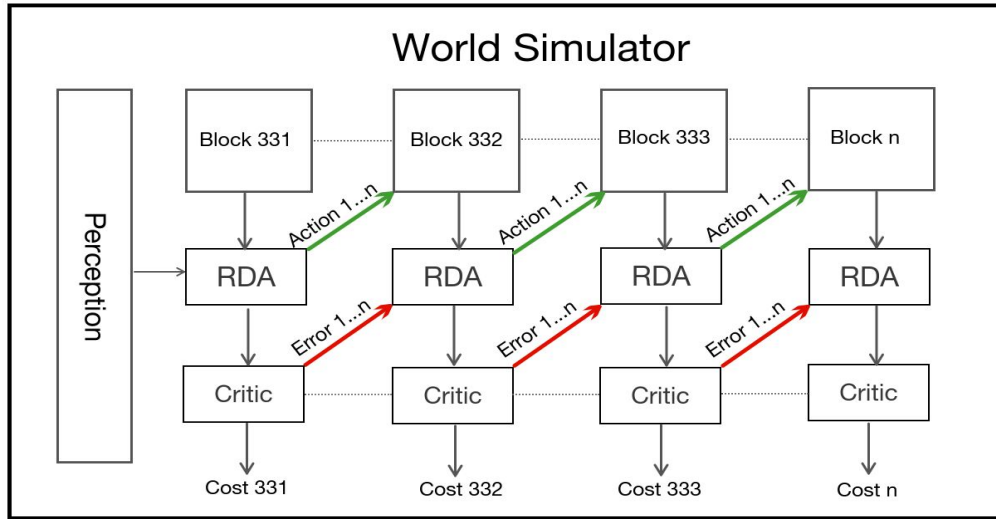 World Simulator
Perception
Block 331
Block 332
Block 333
Block n
Action 1...n
Action 1...n
Action 1...n
RDA
RDA
RDA
RDA
Error 1...n
Error 1...n
Error 1...n
Critic
Critic
Critic
Critic
Cost 331
Cost 332
Cost 333
Cost n